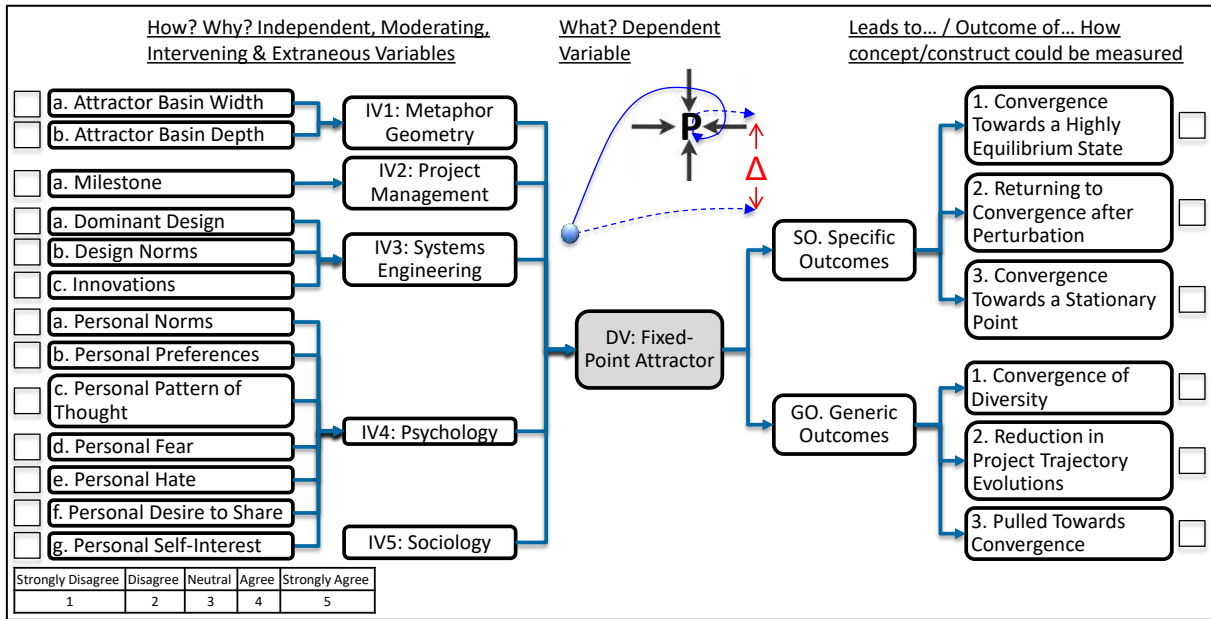 How? Why? Independent, Moderating,
Intervening & Extraneous Variables
What? Dependent
Variable
Leads to... / Outcome of... How
concept/construct could be measured
a. Attractor Basin Width
b. Attractor Basin Depth
a. Milestone
a. Dominant Design
b. Design Norms
c. Innovations
a. Personal Norms
b. Personal Preferences
c. Personal Pattern of
Thought
d. Personal Fear
e. Personal Hate
f. Personal Desire to Share
g. Personal Self-Interest
IV1: Metaphor
Geometry
IV2: Project
Management
IV3: Systems
Engineering
IV4: Psychology
IV5: Sociology
P
Δ
DV: Fixed-
Point Attractor
SO. Specific
Outcomes
GO. Generic
Outcomes
1. Convergence
Towards a Highly
Equilibrium State
2. Returning to
Convergence after
Perturbation
3. Convergence
Towards a Stationary
Point
1. Convergence of
Diversity
2. Reduction in
Project Trajectory
Evolutions
3. Pulled Towards
Convergence
Strongly Disagree Disagree Neutral Agree Strongly Agree
1 2 3 4 5